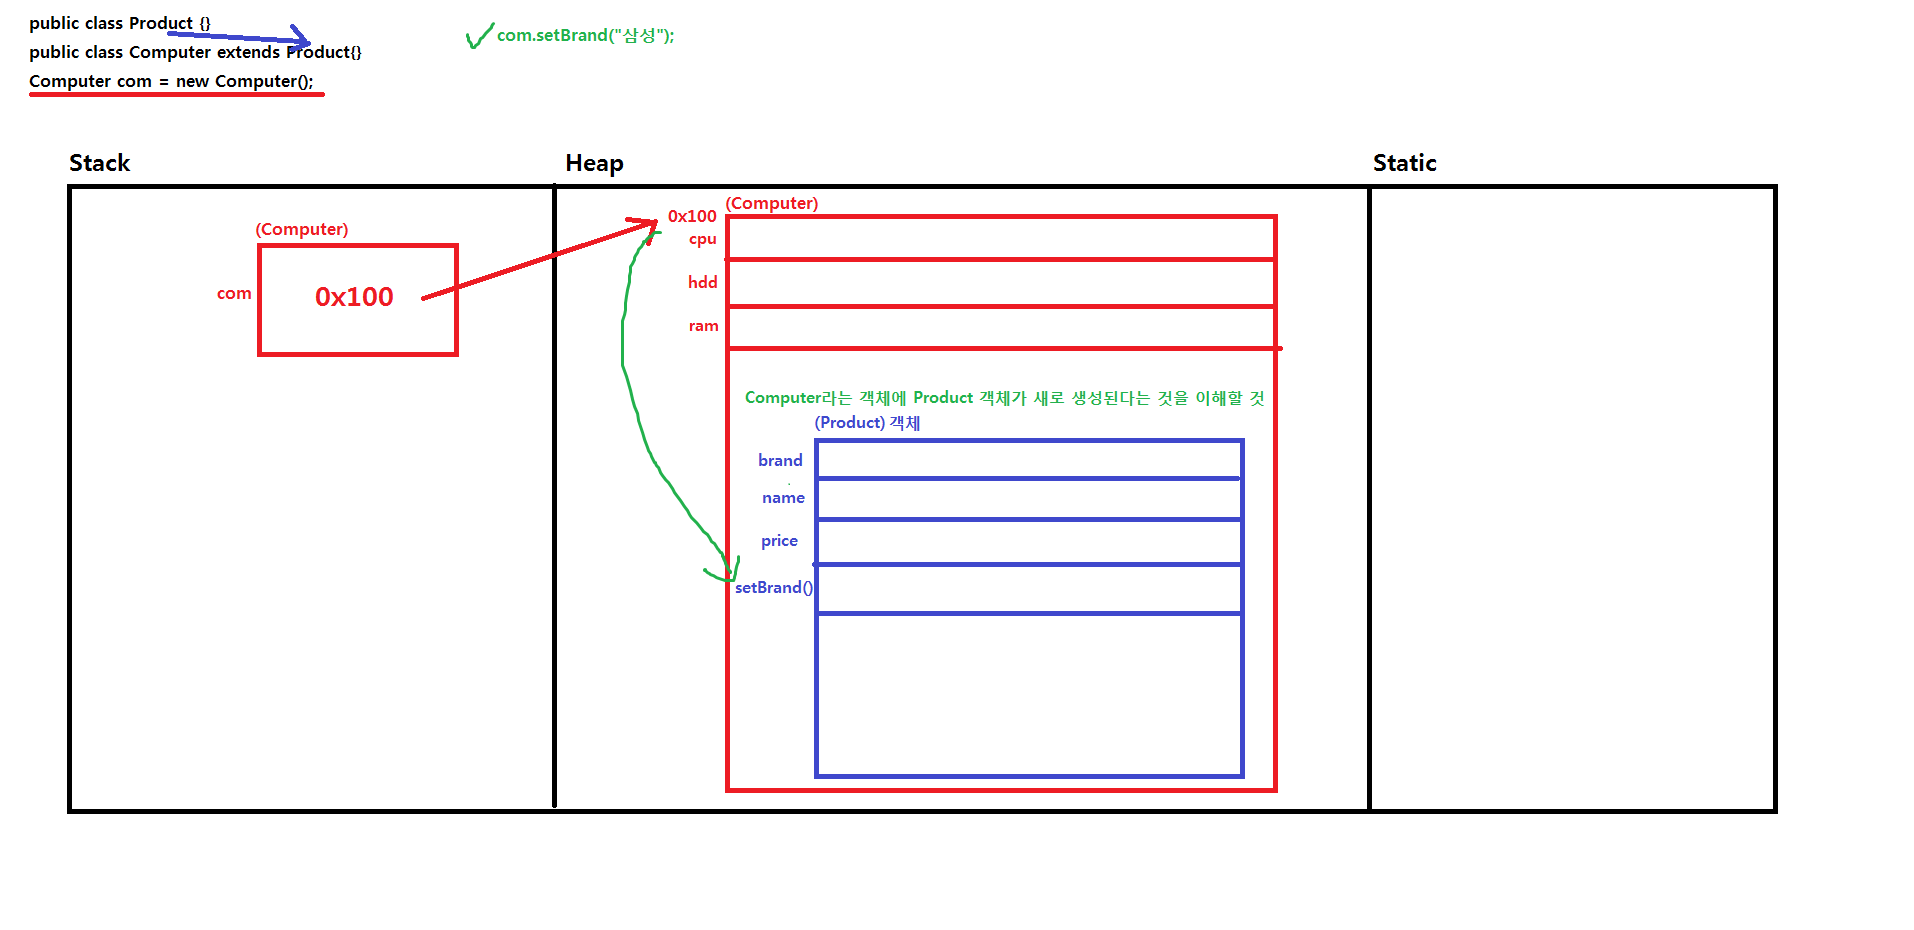 public class Product {}
com.setBrand("삼성");
public class Computer extends Product{}
Computer com = new Computer();
Stack
Heap
Static
(Computer)
com
0x100
(Computer)
0x100
cpu
hdd
ram
Computer라는 객체에 Product 객체가 새로 생성된다는 것을 이해할 것
(Product) 객체
brand
name
price
setBrand()